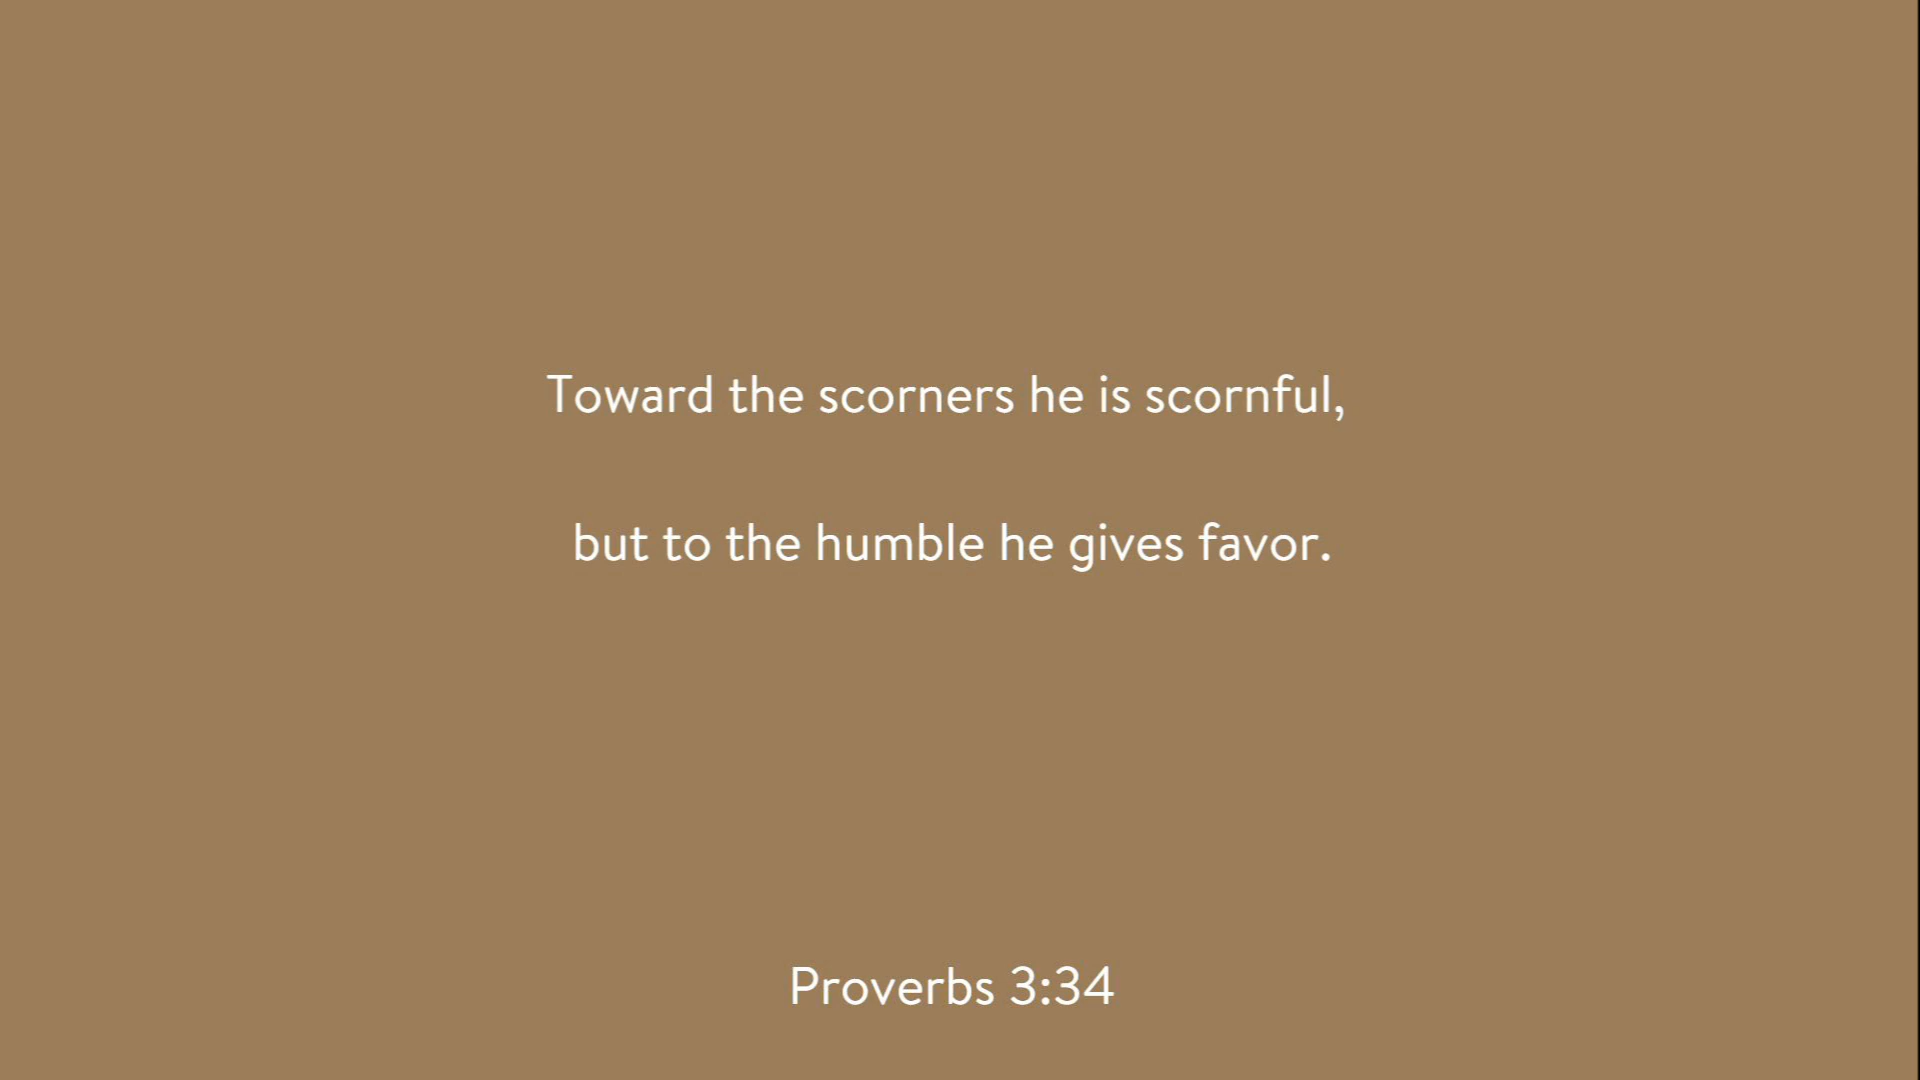 Toward the scorners he is scornful,
but to the humble he gives favor.
Proverbs 3:34